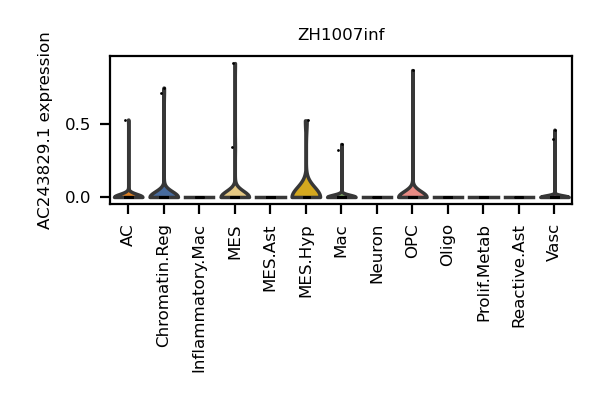 ZH1007inf
AC243829.1 expression
0.5
0.0
AC
Chromatin.Reg
Inflammatory.Mac
MES
MES.Ast
MES.Hyp
Mac
Neuron
OPC
Oligo
Prolif.Metab
Reactive.Ast
Vasc